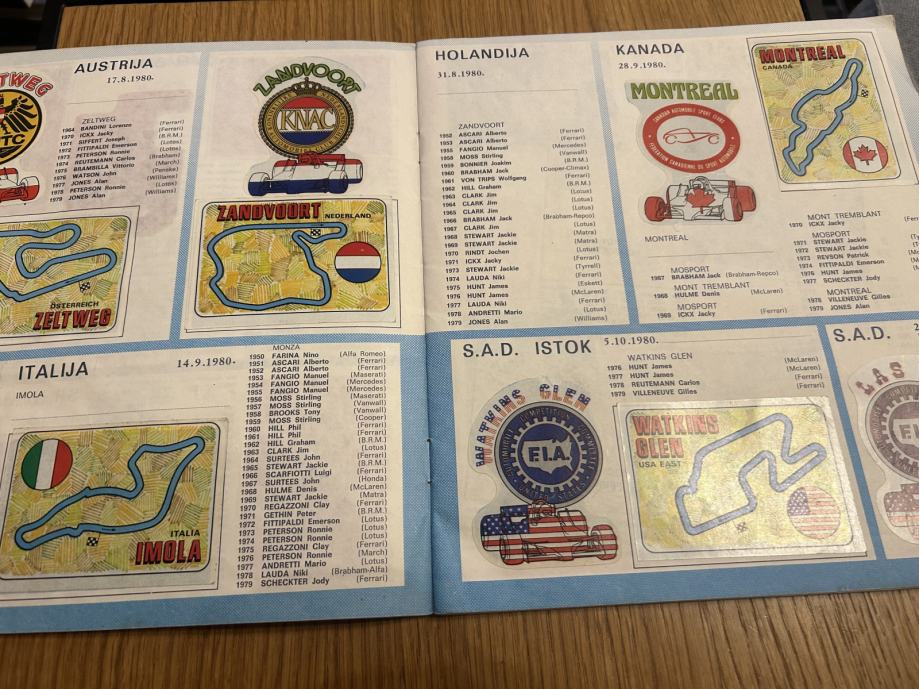 AUSTRIJA
17.8.1980.
ZELTWEG
1964 BANDINI Lorenzo (Ferrari)
1970 ICKX Jacky (Ferrari)
1971 SIFFERT Joseph (B.R.M.)
1972 FITTIPALDI Emerson (Lotos)
1973 PETERSON Ronnie (Lotos)
1974 REUTEMANN Carlos (Brabham)
1975 BRAMBILLA Vittorio (March)
1976 WATSON John (Penske)
1977 JONES Alan
1978 PETERSON Ronnie
1979 JONES Alan (Williams)
ÖSTERREICH
ZELTWEG
ZANDVOORT
KNAC
ZANDVOORT
NEDERLAND
ITALIJA
14.9.1980.
IMOLA
ITALIA
IMOLA
MONZA
1950 FARINA Nino (Alfa Romeo)
1951 ASCARI Alberto (Ferrari)
1952 ASCARI Alberto (Ferrari)
1953 FANGIO Manuel (Maserati)
1954 FANGIO Manuel (Mercedes)
1955 FANGIO Manuel (Mercedes)
1956 MOSS Stirling (Maserati)
1957 MOSS Stirling (Vanwall)
1958 BROOKS Tony (Vanwall)
1959 MOSS Stirling (Cooper)
1960 HILL Phil (Ferrari)
1961 HILL Phil (Ferrari)
1962 HILL Graham (B.R.M.)
1963 CLARK Jim (Lotus)
1964 SURTEES John (Ferrari)
1965 STEWART Jackie (B.R.M.)
1966 SCARFIOTTI Luigi (Ferrari)
1967 SURTEES John (Honda)
1968 HULME Denis (McLaren)
1969 STEWART Jackie (Matra)
1970 REGAZZONI Clay (Ferrari)
1971 GETHIN Peter (B.R.M.)
1972 FITTIPALDI Emerson (Lotus)
1973 PETERSON Ronnie (Lotus)
1974 PETERSON Ronnie (Lotus)
1975 REGAZZONI Clay (Ferrari)
1976 PETERSON Ronnie (March)
1977 ANDRETTI Mario (Lotus)
1978 LAUDA Niki (Brabham-Alfa)
1979 SCHECKTER Jody (Ferrari)
HOLANDIJA
31.8.1980.
ZANDVOORT
1952 ASCARI Alberto (Ferrari)
1953 ASCARI Alberto (Ferrari)
1955 FANGIO Manuel (Mercedes)
1958 MOSS Stirling (Vanwall)
1959 BONNIER Joakim (B.R.M.)
1960 BRABHAM Jack (Cooper-Climax)
1961 VON TRIPS Wolfgang (Ferrari)
1962 HILL Graham (B.R.M.)
1963 CLARK Jim (Lotus)
1964 CLARK Jim (Lotus)
1965 CLARK Jim (Lotus)
1966 BRABHAM Jack (Brabham-Repco)
1967 CLARK Jim (Lotus)
1968 STEWART Jackie (Matra)
1969 STEWART Jackie (Matra)
1970 RINDT Jochen (Lotus)
1971 ICKX Jacky (Ferrari)
1973 STEWART Jackie (Tyrrell)
1974 LAUDA Niki (Ferrari)
1975 HUNT James (Eskett)
1976 HUNT James (McLaren)
1977 LAUDA Niki (Ferrari)
1978 ANDRETTI Mario (Lotus)
1979 JONES Alan (Williams)
KANADA
28.9.1980.
MONTREAL
CANADIAN AUTOMOBILE SPORT CLUBS
FEDERATION CANADIENNE DU SPORT AUTOMOBILE
MONTREAL
CANADA
MONTREAL
MOSPORT
1967 BRABHAM Jack (Brabham-Repco)
MONT TREMBLANT
1968 HULME Denis (McLaren)
MOSPORT
1969 ICKX Jacky (Ferrari)
MONT TREMBLANT
1970 ICKX Jacky
MOSPORT
1971 STEWART Jackie
1972 STEWART Jackie
1973 REVSON Patrick
1974 FITTIPALDI Emerson
1976 HUNT James
1977 SCHECKTER Jody
MONTREAL
1978 VILLENEUVE Gilles
1979 JONES Alan
S.A.D. ISTOK
5.10.1980.
WATKINS GLEN
1976 HUNT James (McLaren)
1977 HUNT James (McLaren)
1978 REUTEMANN Carlos (Ferrari)
1979 VILLENEUVE Gilles (Ferrari)
WATKINS GLEN
F.I.A.
WATKINS
GLEN
USA EAST
S.A.D.
LAS